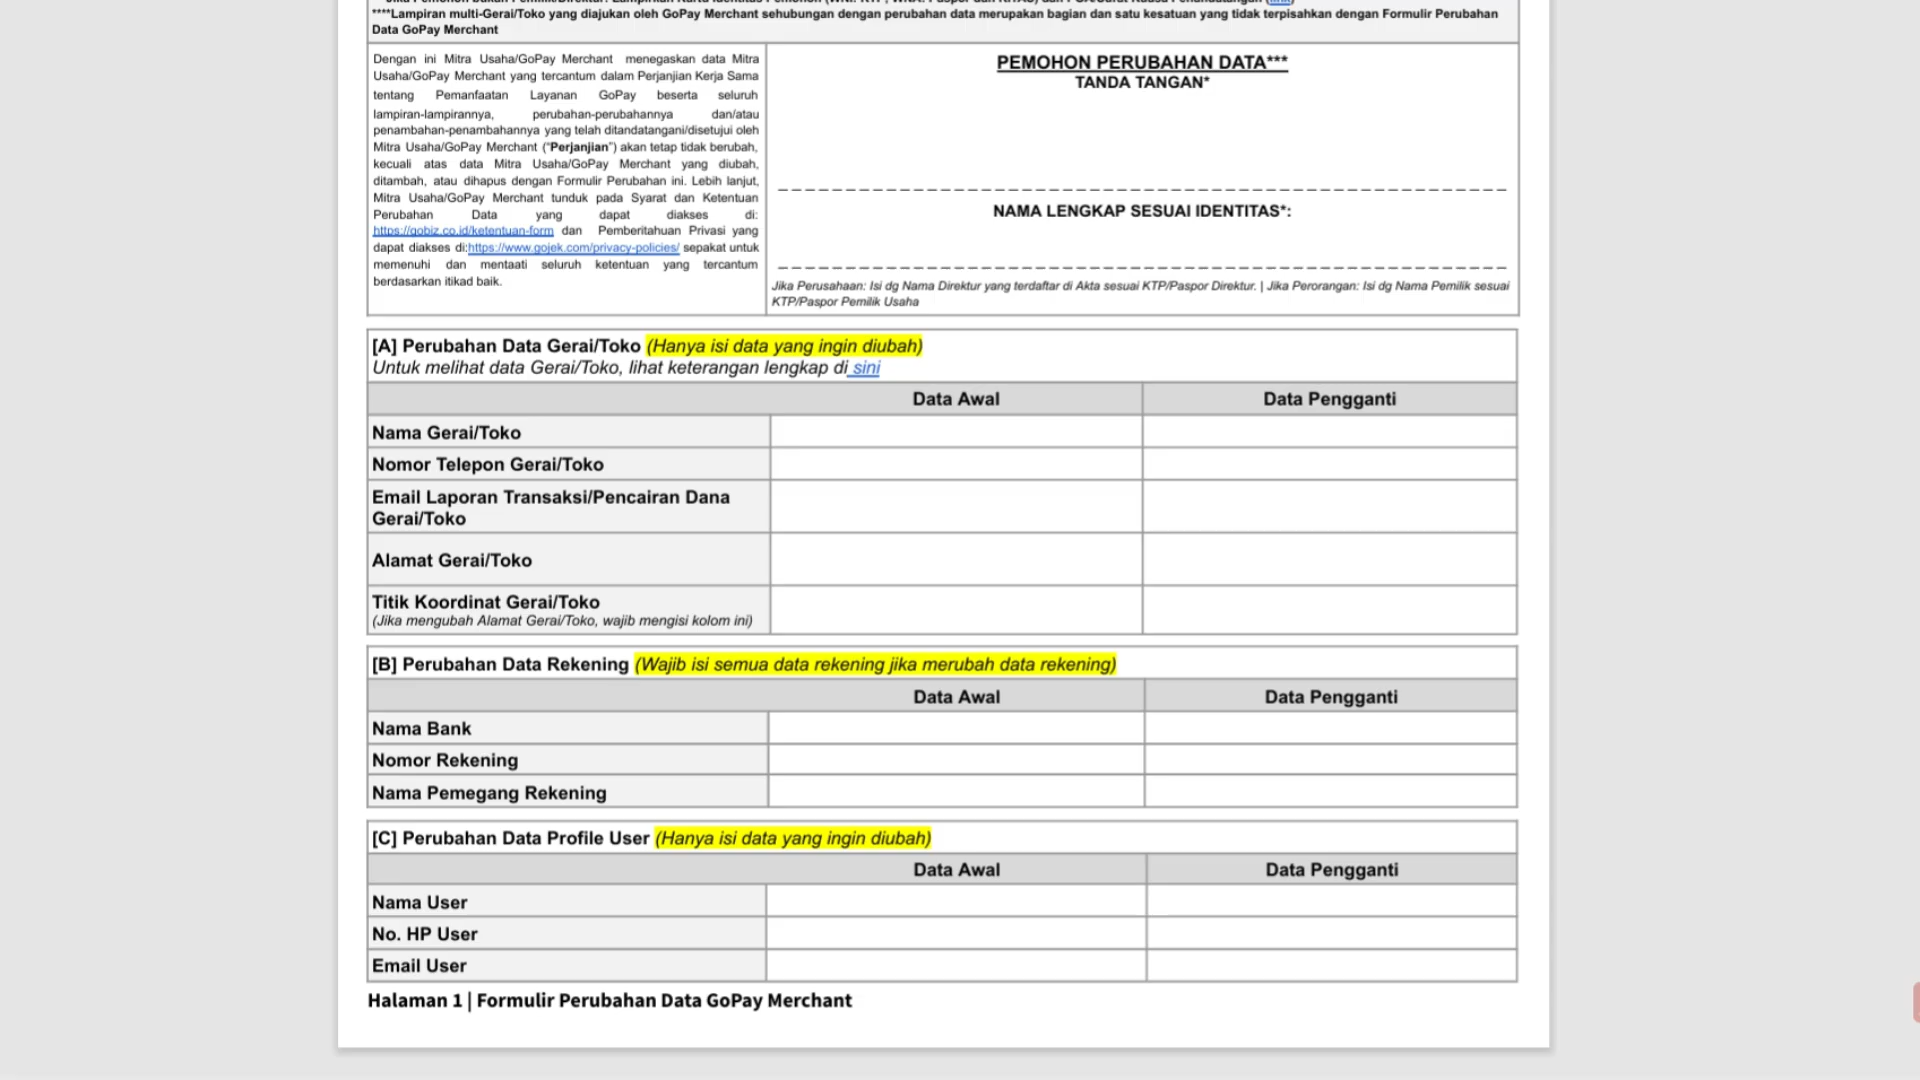 ****Lampiran multi-Gerai/Toko yang diajukan oleh GoPay Merchant sehubungan dengan perubahan data merupakan bagian dan satu kesatuan yang tidak terpisahkan dengan Formulir Perubahan
Data GoPay Merchant
Dengan ini Mitra Usaha/GoPay Merchant menegaskan data Mitra
Usaha/GoPay Merchant yang tercantum dalam Perjanjian Kerja Sama
tentang Pemanfaatan Layanan GoPay beserta seluruh
lampiran-lampirannya, perubahan-perubahannya dan/atau
penambahan-penambahannya yang telah ditandatangani/disetujui oleh
Mitra Usaha/GoPay Merchant (“Perjanjian”) akan tetap tidak berubah,
kecuali atas data Mitra Usaha/GoPay Merchant yang diubah,
ditambah, atau dihapus dengan Formulir Perubahan ini. Lebih lanjut,
Mitra Usaha/GoPay Merchant tunduk pada Syarat dan Ketentuan
Perubahan Data yang dapat diakses di:
https://gobiz.co.id/ketentuan-form dan Pemberitahuan Privasi yang
dapat diakses di:https://www.gojek.com/privacy-policies/ sepakat untuk
memenuhi dan mentaati seluruh ketentuan yang tercantum
berdasarkan itikad baik.
PEMOHON PERUBAHAN DATA***
TANDA TANGAN*
NAMA LENGKAP SESUAI IDENTITAS*:
Jika Perusahaan: Isi dg Nama Direktur yang terdaftar di Akta sesuai KTP/Paspor Direktur. | Jika Perorangan: Isi dg Nama Pemilik sesuai
KTP/Paspor Pemilik Usaha
[A] Perubahan Data Gerai/Toko (Hanya isi data yang ingin diubah)
Untuk melihat data Gerai/Toko, lihat keterangan lengkap di sini
Data Awal Data Pengganti
Nama Gerai/Toko
Nomor Telepon Gerai/Toko
Email Laporan Transaksi/Pencairan Dana
Gerai/Toko
Alamat Gerai/Toko
Titik Koordinat Gerai/Toko
(Jika mengubah Alamat Gerai/Toko, wajib mengisi kolom ini)
[B] Perubahan Data Rekening (Wajib isi semua data rekening jika merubah data rekening)
Data Awal Data Pengganti
Nama Bank
Nomor Rekening
Nama Pemegang Rekening
[C] Perubahan Data Profile User (Hanya isi data yang ingin diubah)
Data Awal Data Pengganti
Nama User
No. HP User
Email User
Halaman 1 | Formulir Perubahan Data GoPay Merchant